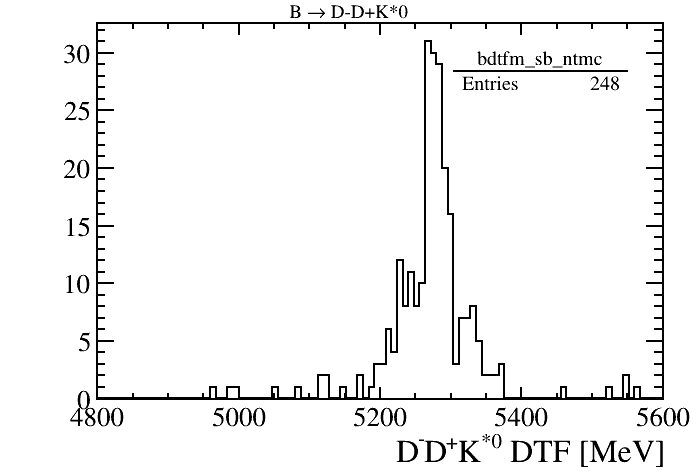 B → D-D+K*0
bdtfm_sb_ntmc
Entries 248
30
25
20
15
10
5
0
4800 5000 5200 5400 5600
D⁻D⁺K*⁰ DTF [MeV]